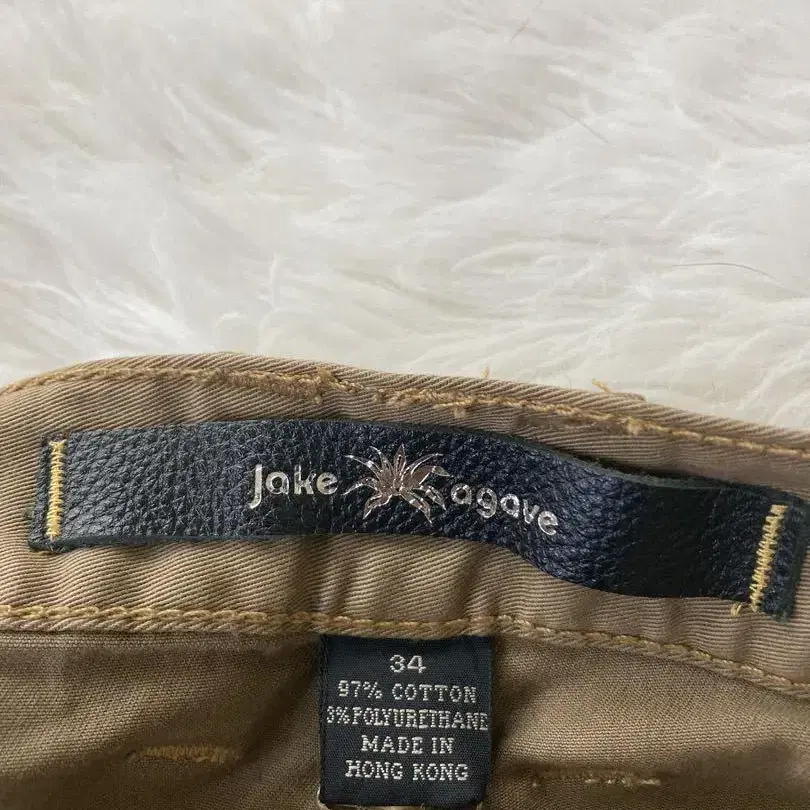 jake agave
34
97% COTTON
3% POLYURETHANE
MADE IN
HONG KONG